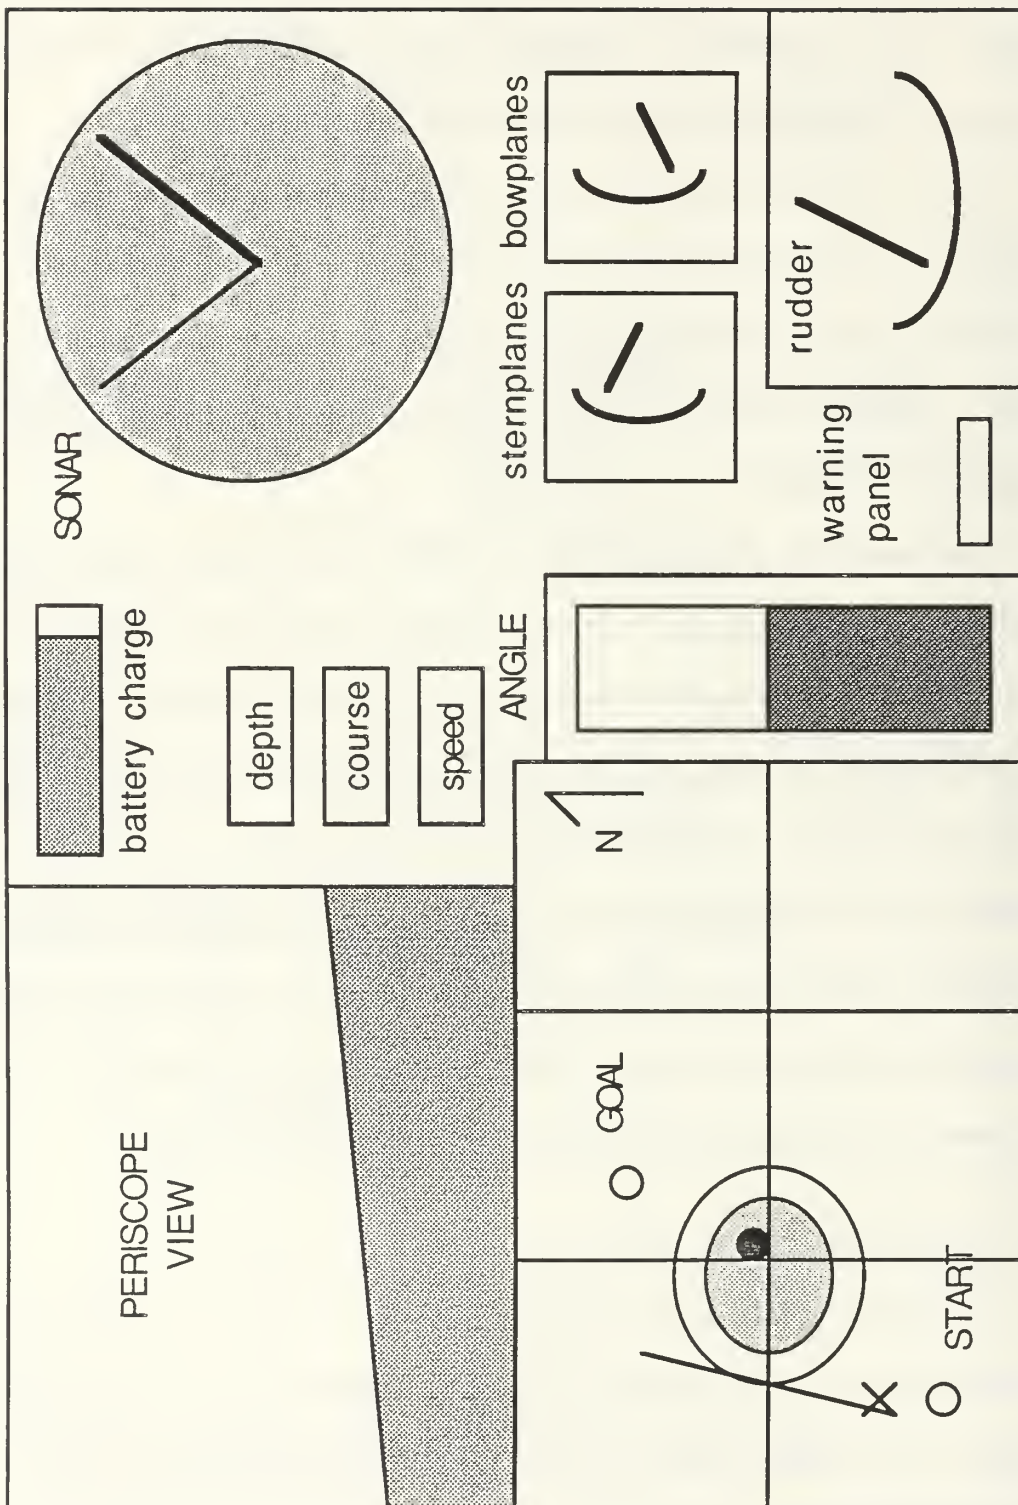 PERISCOPE
VIEW
battery charge
depth
course
speed
SONAR
sternplanes
bowplanes
ANGLE
warning
panel
rudder
N
GOAL
X
START